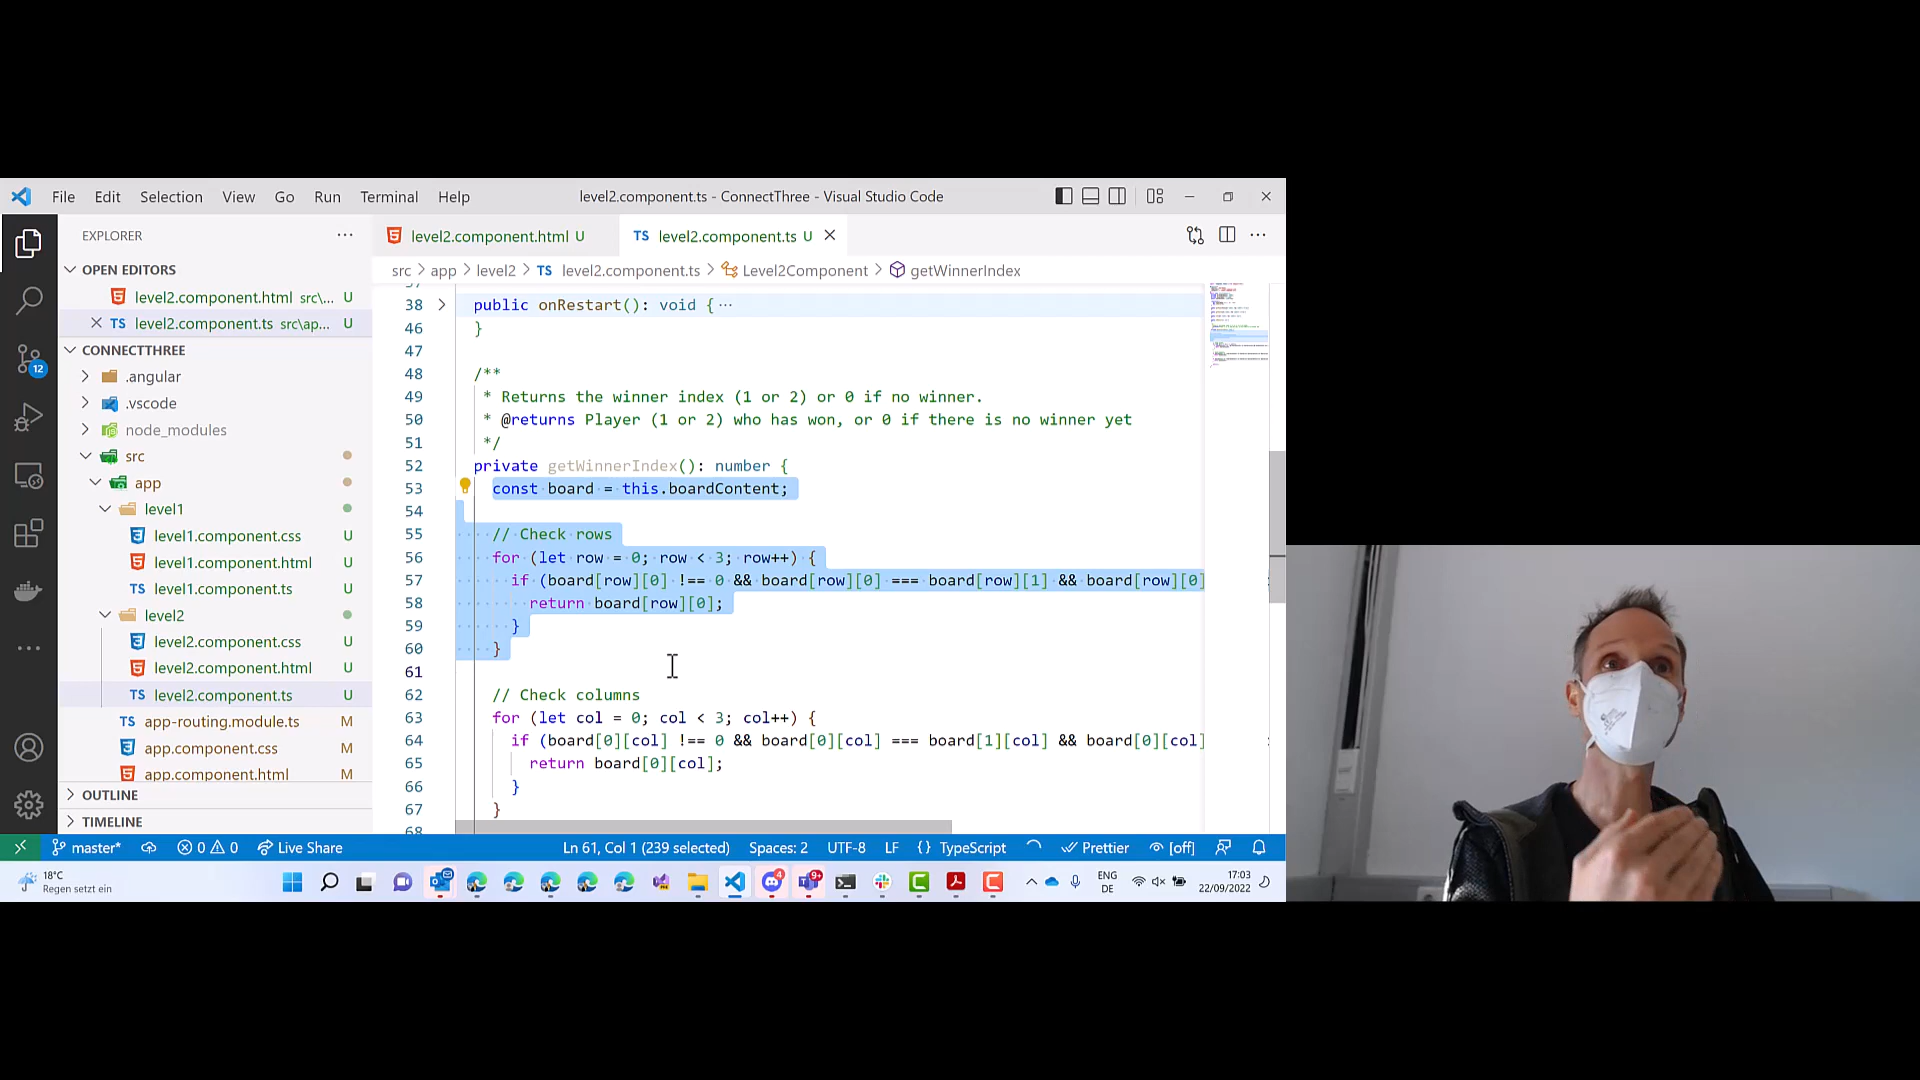 File Edit Selection View Go Run Terminal Help
level2.component.ts - ConnectThree - Visual Studio Code
EXPLORER
OPEN EDITORS
level2.component.html src\... U
level2.component.ts src\ap... U
CONNECTTHREE
.angular
.vscode
node_modules
src
app
level1
level1.component.css U
level1.component.html U
TS level1.component.ts U
level2
level2.component.css U
level2.component.html U
TS level2.component.ts U
TS app-routing.module.ts M
app.component.css M
app.component.html M
OUTLINE
TIMELINE
12
level2.component.html U
TS level2.component.ts U
src > app > level2 > TS level2.component.ts > Level2Component > getWinnerIndex
38 public onRestart(): void { ...
46 }
47
48 /**
49 * Returns the winner index (1 or 2) or 0 if no winner.
50 * @returns Player (1 or 2) who has won, or 0 if there is no winner yet
51 */
52 private getWinnerIndex(): number {
53 const board = this.boardContent;
54
55 // Check rows
56 for (let row = 0; row < 3; row++) {
57 if (board[row][0] !== 0 && board[row][0] === board[row][1] && board[row][0]
58 return board[row][0];
59 }
60 }
61
62 // Check columns
63 for (let col = 0; col < 3; col++) {
64 if (board[0][col] !== 0 && board[0][col] === board[1][col] && board[0][col]
65 return board[0][col];
66 }
67 }
68
master* 0 0 Live Share Ln 61, Col 1 (239 selected) Spaces: 2 UTF-8 LF {} TypeScript Prettier [off]
18°C
Regen setzt ein
4
9+
ENG
DE
17:03
22/09/2022